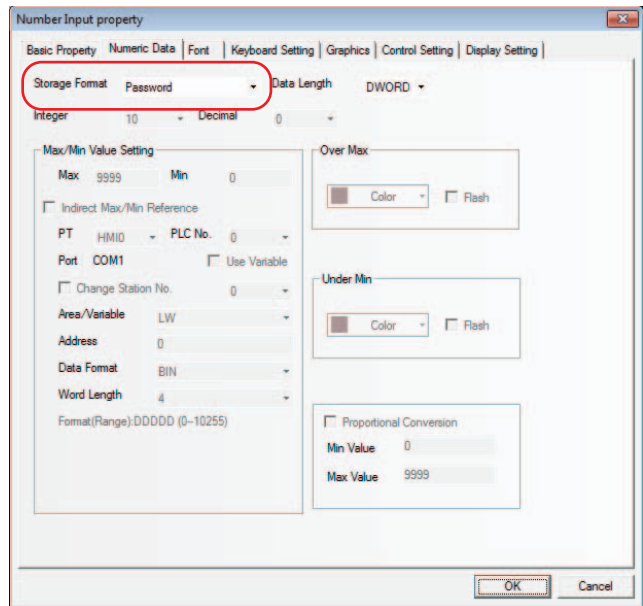 Number Input property
Basic Property Numeric Data Font Keyboard Setting Graphics Control Setting Display Setting
Storage Format Password Data Length DWORD
Integer 10 Decimal 0
Max/Min Value Setting
Max 9999 Min 0
Indirect Max/Min Reference
PT HMI0 PLC No. 0
Port COM1 Use Variable
Change Station No. 0
Area/Variable LW
Address 0
Data Format BIN
Word Length 4
Format(Range):DDDDD (0~10255)
Over Max
Color Flash
Under Min
Color Flash
Proportional Conversion
Min Value 0
Max Value 9999
OK Cancel